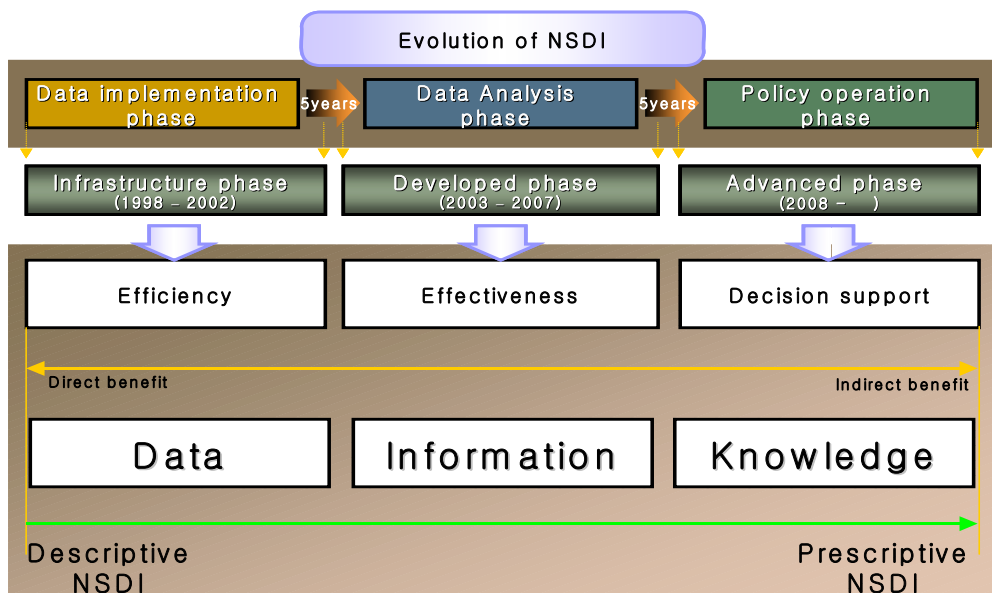 Evolution of NSDI
Data implementation
phase
5years
Data Analysis
phase
5years
Policy operation
phase
Infrastructure phase
(1998 – 2002)
Developed phase
(2003 – 2007)
Advanced phase
(2008 – )
Efficiency
Effectiveness
Decision support
Direct benefit
Indirect benefit
Data
Information
Knowledge
Descriptive
NSDI
Prescriptive
NSDI